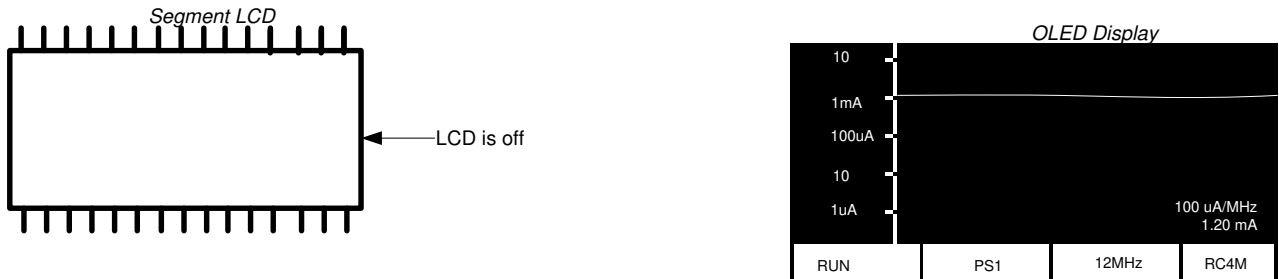 Segment LCD
LCD is off
OLED Display
10
1mA
100uA
10
1uA
100 uA/MHz
1.20 mA
RUN PS1 12MHz RC4M